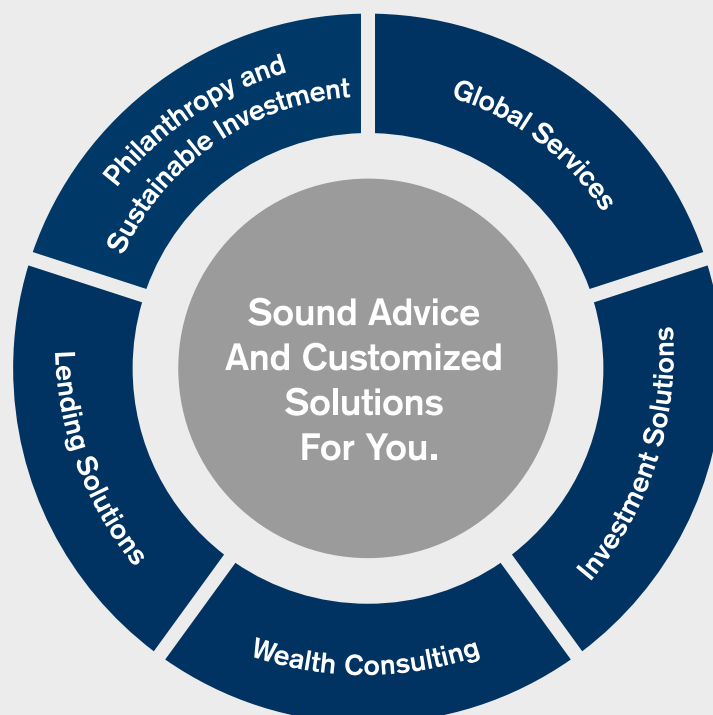 Philanthropy and
Sustainable Investment
Global Services
Sound Advice
And Customized
Solutions
For You.
Lending Solutions
Investment Solutions
Wealth Consulting